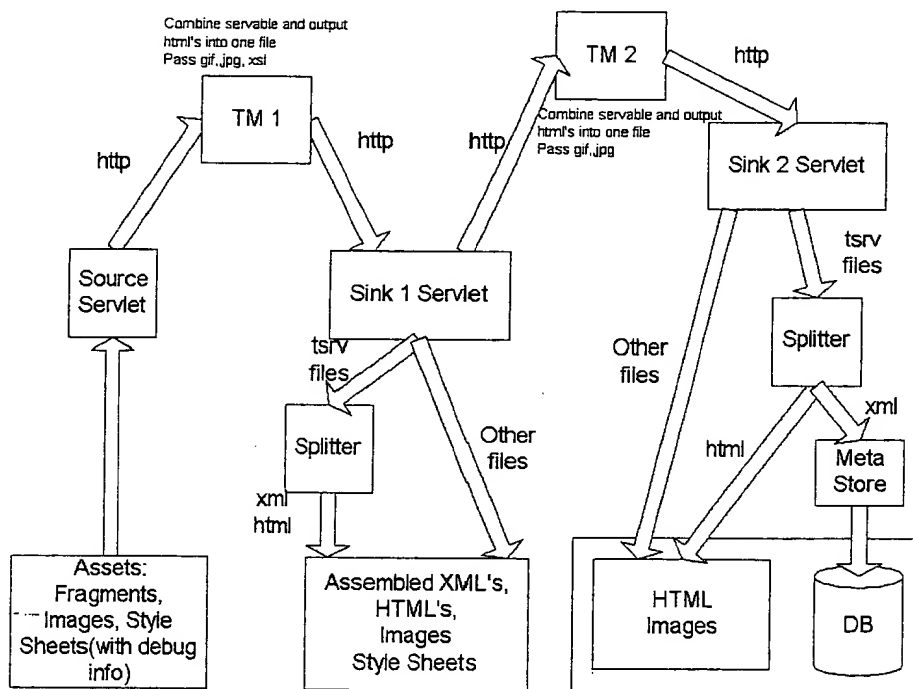 Combine servable and output
html's into one file
Pass gif,.jpg, xsl
TM 1
http
http
Source
Servlet
Sink 1 Servlet
http
TM 2
Combine servable and output
html's into one file
Pass gif,.jpg
http
Sink 2 Servlet
tsrv
files
Splitter
xml
html
Other
files
Other
files
tsrv
files
Splitter
html
xml
Meta
Store
Assets:
Fragments,
Images, Style
Sheets(with debug
info)
Assembled XML's,
HTML's,
Images
Style Sheets
HTML
Images
DB